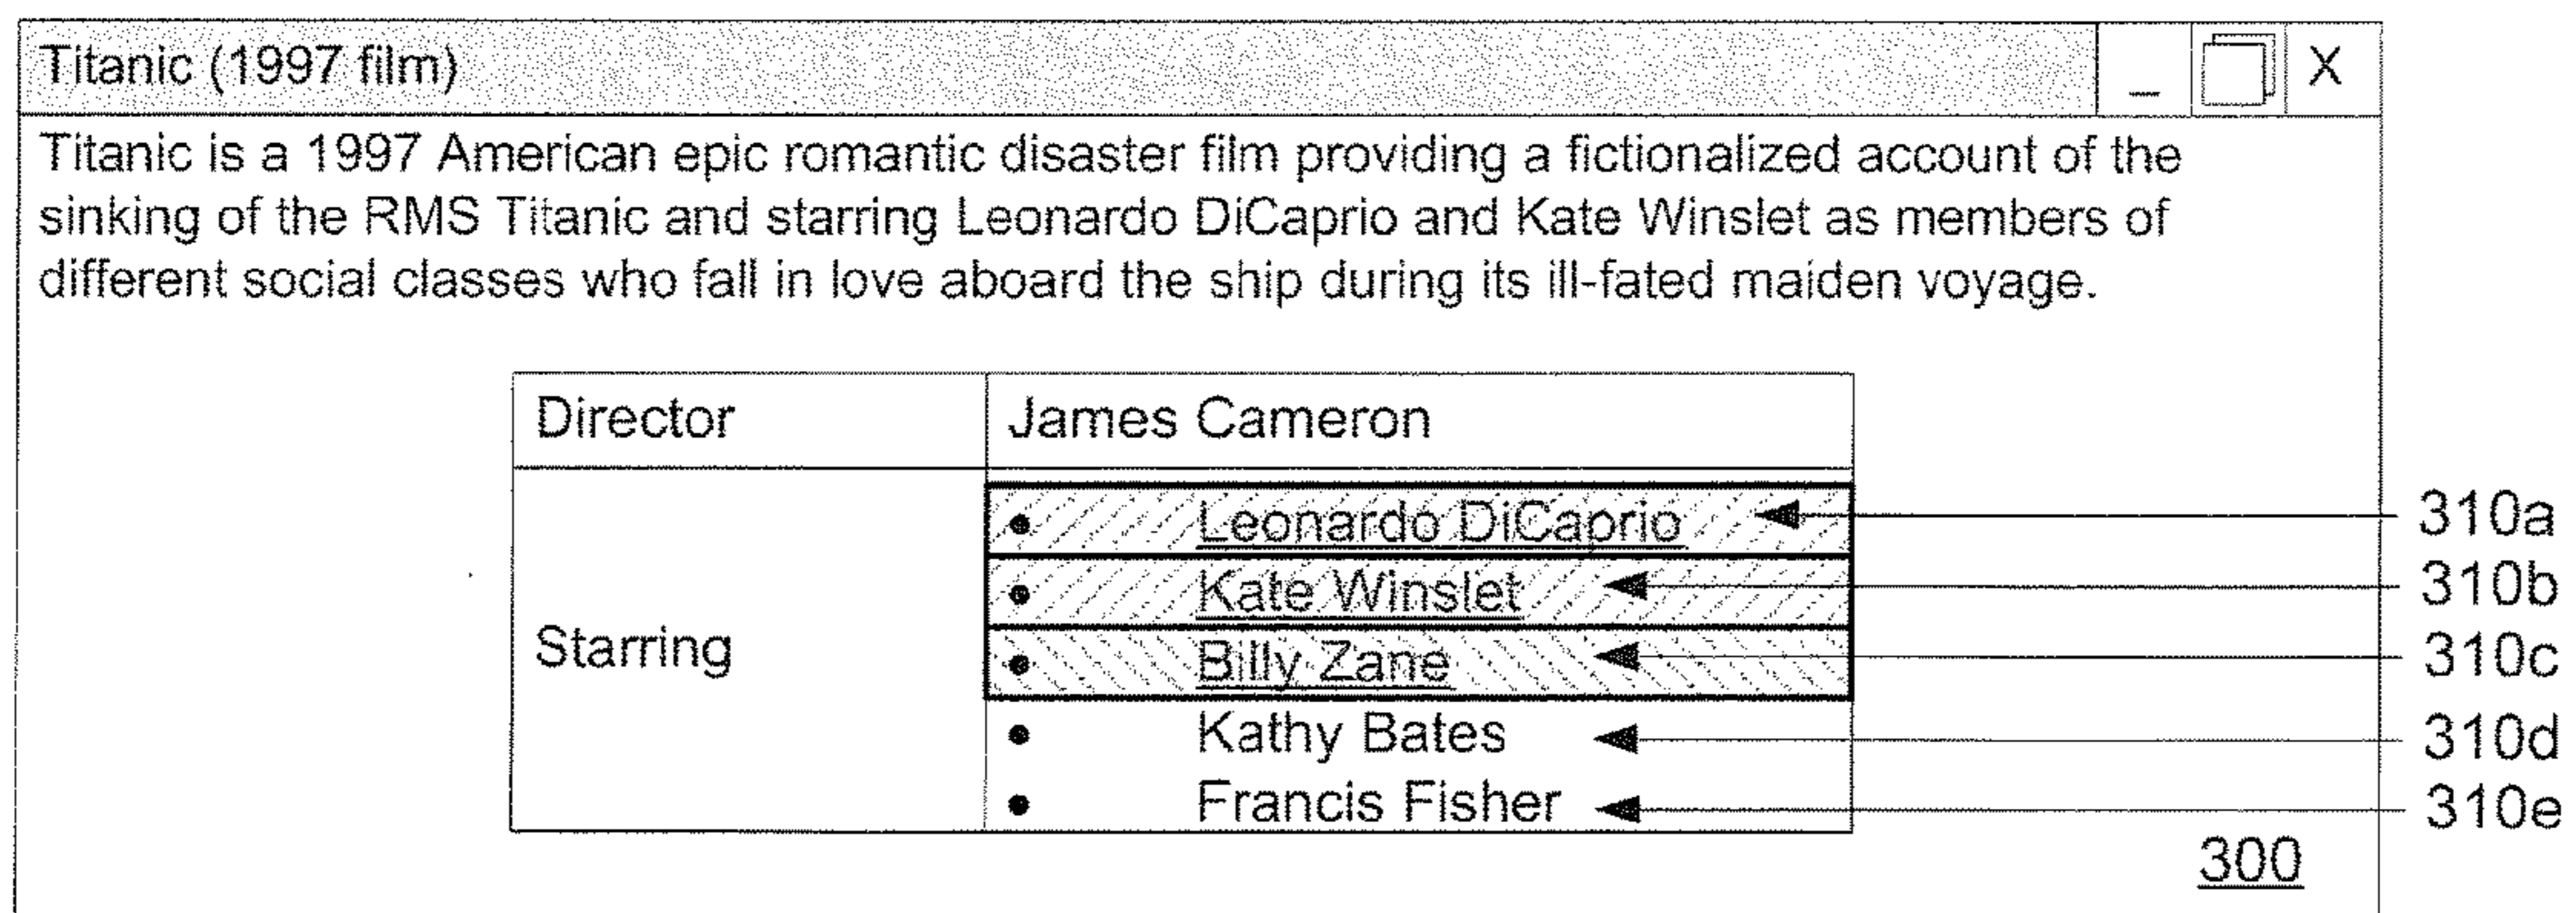 Titanic (1997 film) _ X
Titanic is a 1997 American epic romantic disaster film providing a fictionalized account of the
sinking of the RMS Titanic and starring Leonardo DiCaprio and Kate Winslet as members of
different social classes who fall in love aboard the ship during its ill-fated maiden voyage.
Director James Cameron
Starring
• Leonardo DiCaprio 310a
• Kate Winslet 310b
• Billy Zane 310c
• Kathy Bates 310d
• Francis Fisher 310e
300